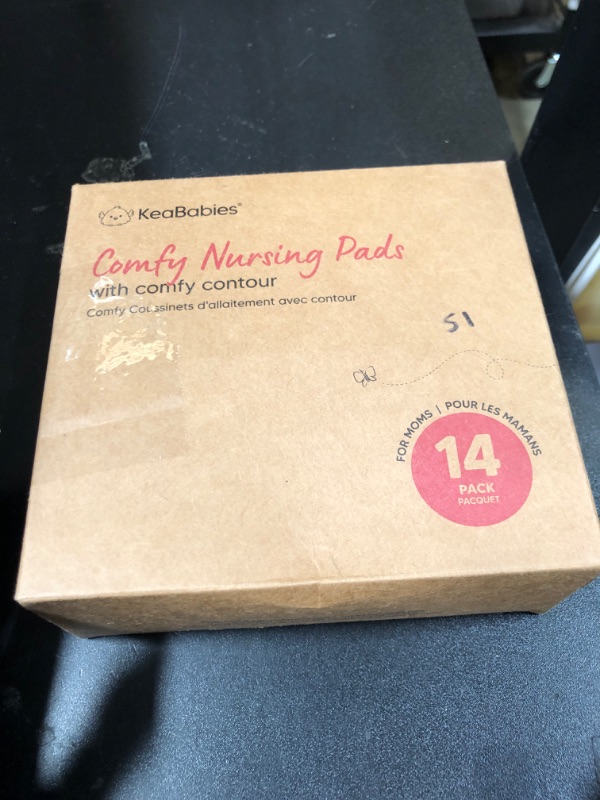 KeaBabies®
Comfy Nursing Pads
with comfy contour
Comfy Coussinets d'allaitement avec contour
51
FOR MOMS | POUR LES MAMANS
14
PACK
PACQUET